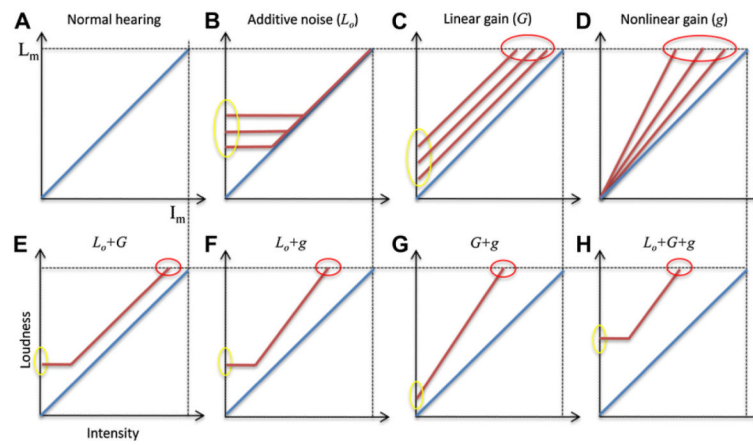 A Normal hearing
B Additive noise (Lo)
C Linear gain (G)
D Nonlinear gain (g)
Lm
Im
E Lo+G
F Lo+g
G G+g
H Lo+G+g
Loudness
Intensity